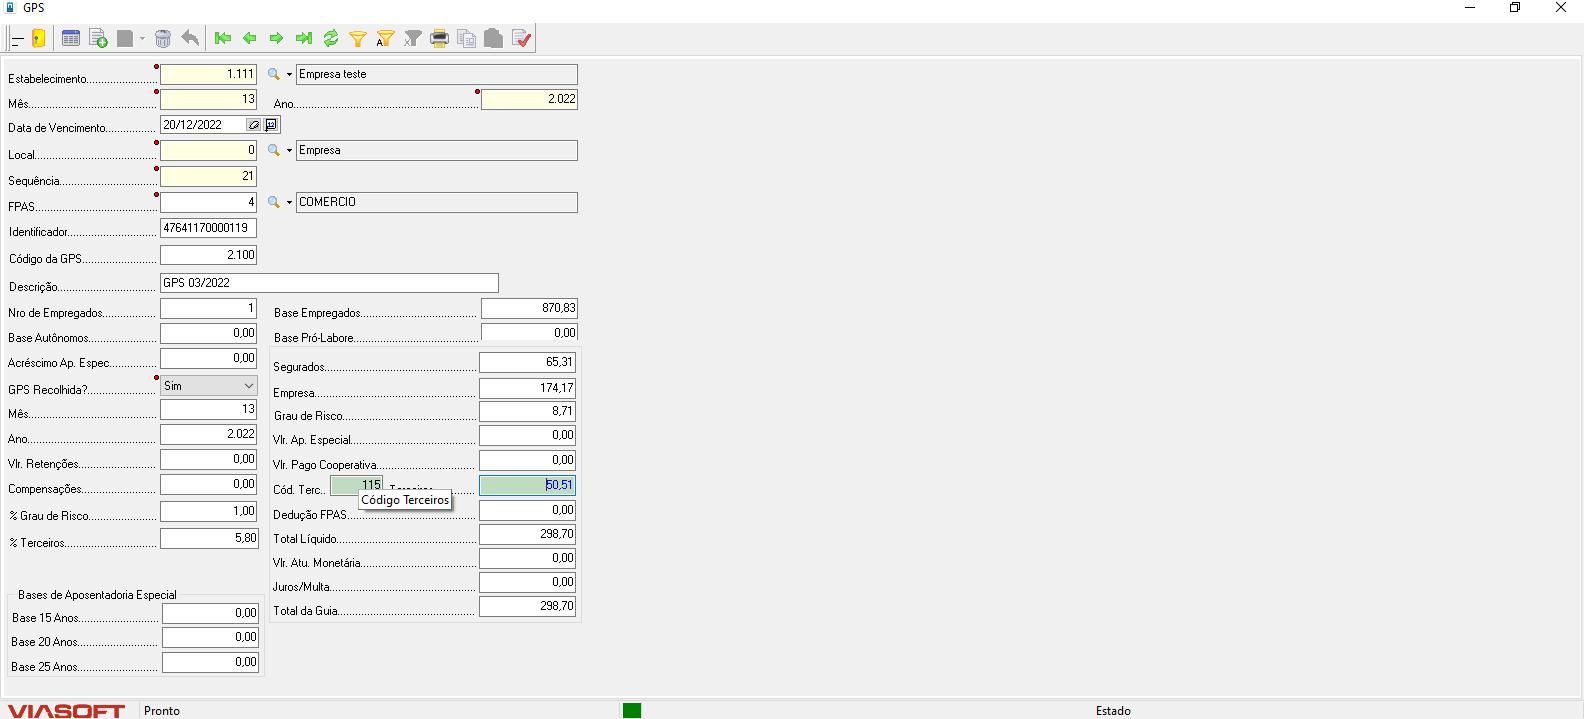 GPS
Estabelecimento 1.111 Empresa teste
Mês 13 Ano 2.022
Data de Vencimento 20/12/2022
Local 0 Empresa
Sequência 21
FPAS 4 COMERCIO
Identificador 47641170000119
Código da GPS 2.100
Descrição GPS 03/2022
Nro de Empregados 1 Base Empregados 870,83
Base Autônomos 0,00 Base Pró-Labore 0,00
Acréscimo Ap. Espec 0,00 Segurados 65,31
GPS Recolhida? Sim Empresa 174,17
Mês 13 Grau de Risco 8,71
Ano 2.022 Vlr. Ap. Especial 0,00
Vlr. Retenções 0,00 Vlr. Pago Cooperativa 0,00
Compensações 0,00 Cód. Terc.. 115 50,51
Código Terceiros
% Grau de Risco 1,00 Dedução FPAS 0,00
% Terceiros 5,80 Total Líquido 298,70
Vlr. Atu. Monetária 0,00
Juros/Multa 0,00
Total da Guia 298,70
Bases de Aposentadoria Especial
Base 15 Anos 0,00
Base 20 Anos 0,00
Base 25 Anos 0,00
VIASOFT Pronto Estado